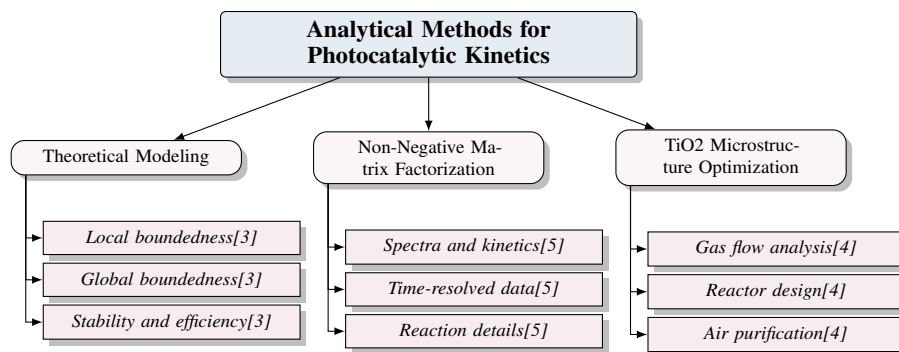 Analytical Methods for
Photocatalytic Kinetics
Theoretical Modeling
Local boundedness[3]
Global boundedness[3]
Stability and efficiency[3]
Non-Negative Ma-
trix Factorization
Spectra and kinetics[5]
Time-resolved data[5]
Reaction details[5]
TiO2 Microstruc-
ture Optimization
Gas flow analysis[4]
Reactor design[4]
Air purification[4]